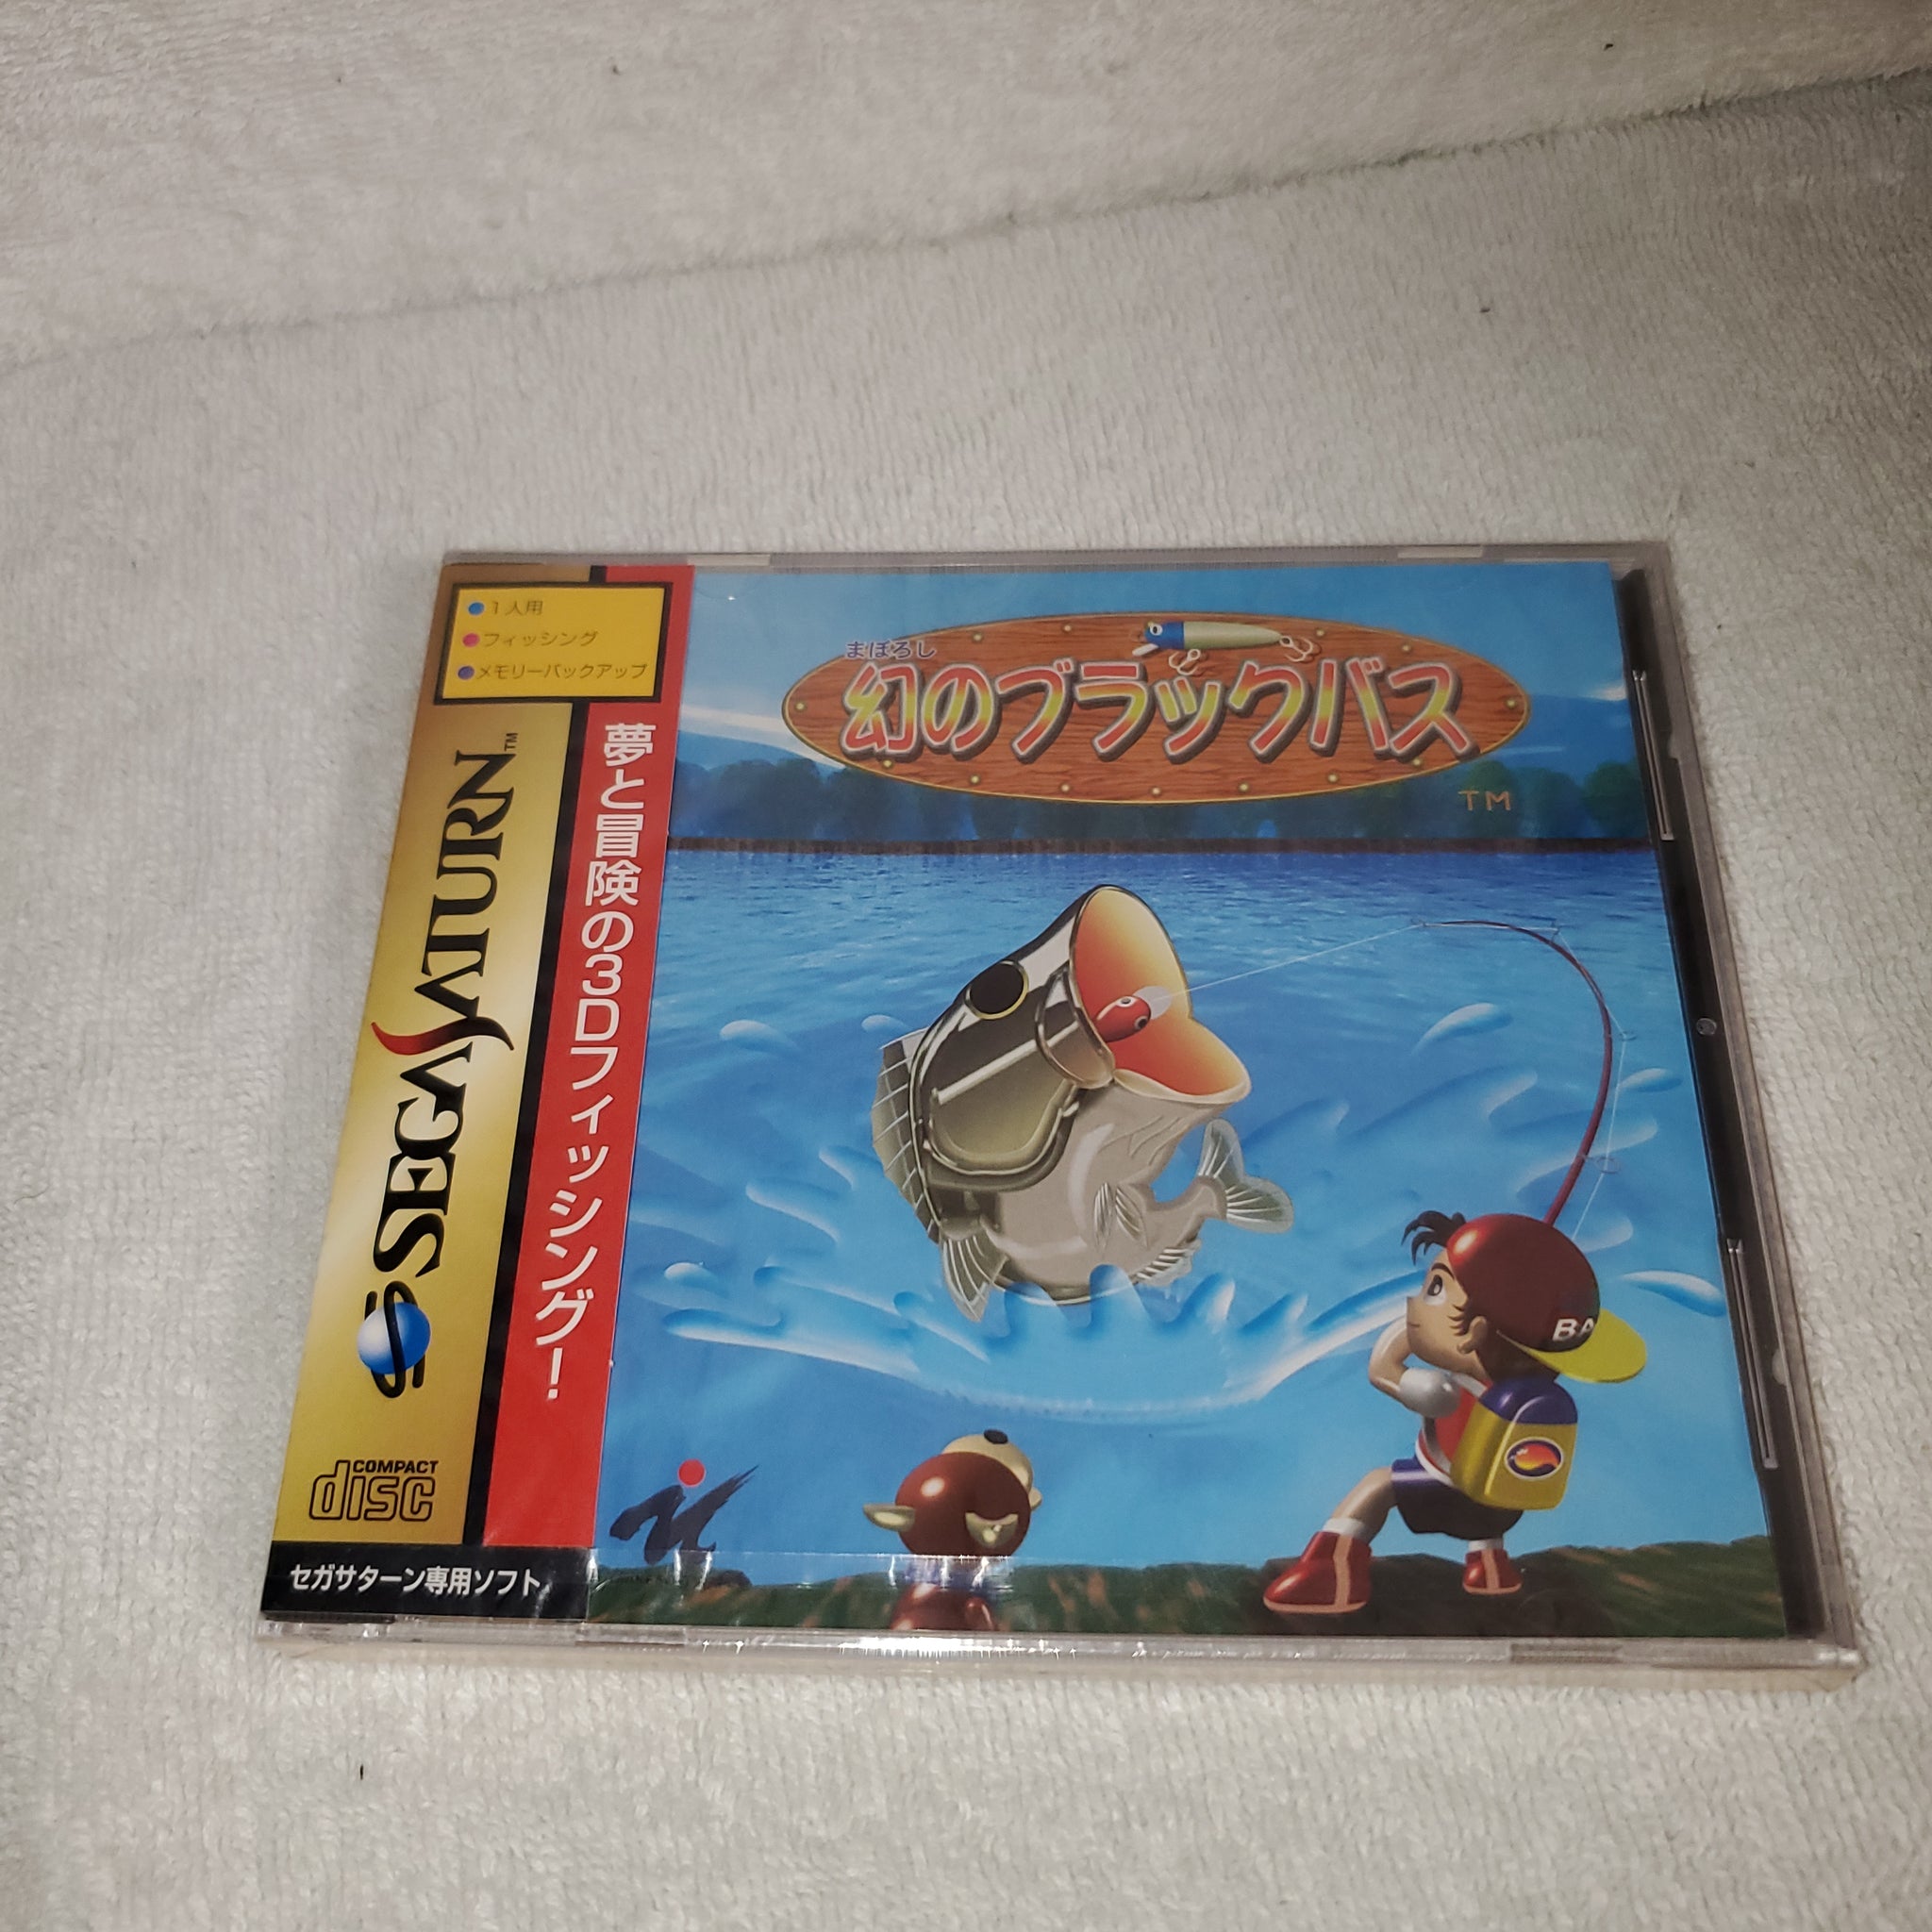 ●1人用
●フィッシング
●メモリーバックアップ
SEGA SATURN™
夢と冒険の3Dフィッシング!
COMPACT
disc
セガサターン専用ソフト
まぼろし
幻のブラックバス
TM
BA